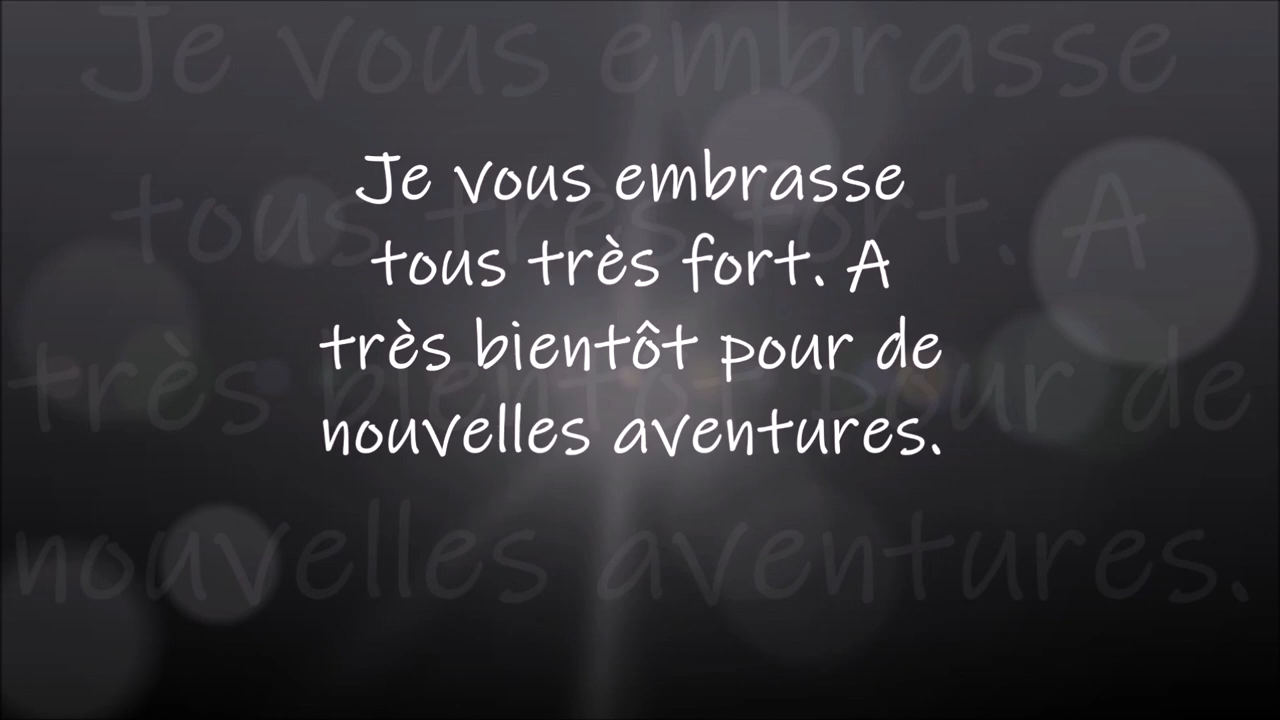 Je vous embrasse
tous très fort. A
très bientôt pour de
nouvelles aventures.